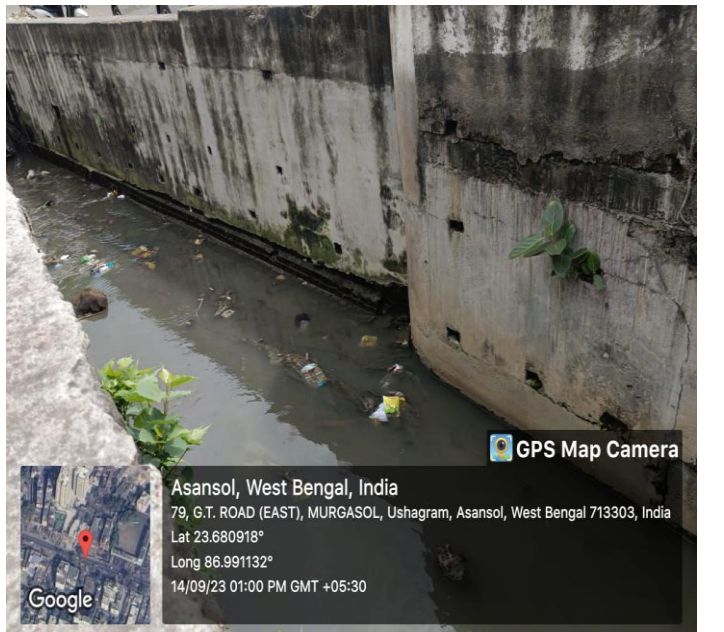 GPS Map Camera
Asansol, West Bengal, India
79, G.T. ROAD (EAST), MURGASOL, Ushagram, Asansol, West Bengal 713303, India
Lat 23.680918°
Long 86.991132°
14/09/23 01:00 PM GMT +05:30
Google